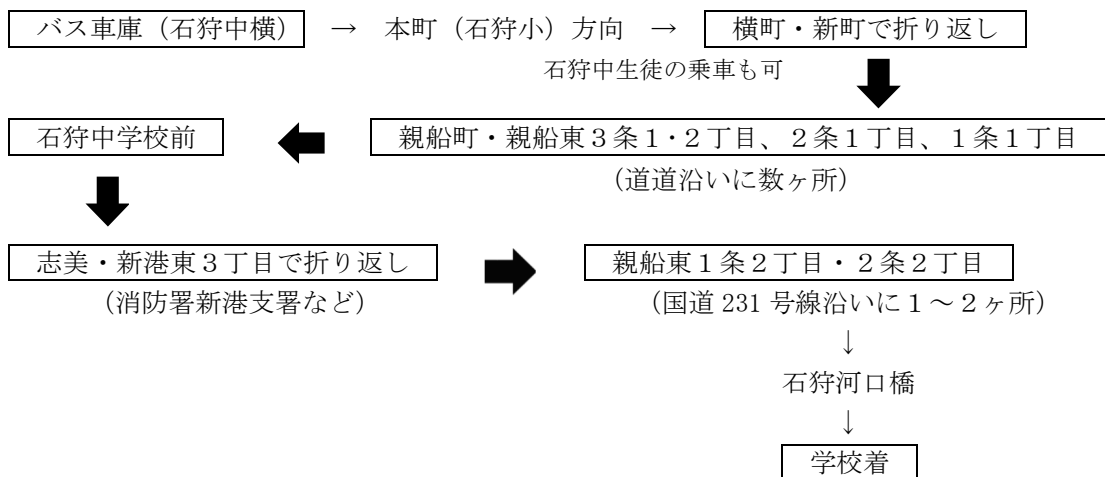 バス車庫（石狩中横） → 本町（石狩小）方向 → 横町・新町で折り返し
石狩中生徒の乗車も可
石狩中学校前 親船町・親船東３条１・２丁目、２条１丁目、１条１丁目
（道道沿いに数ヶ所）
志美・新港東３丁目で折り返し 親船東１条２丁目・２条２丁目
（消防署新港支署など） （国道 231 号線沿いに１～２ヶ所）
↓
石狩河口橋
↓
学校着